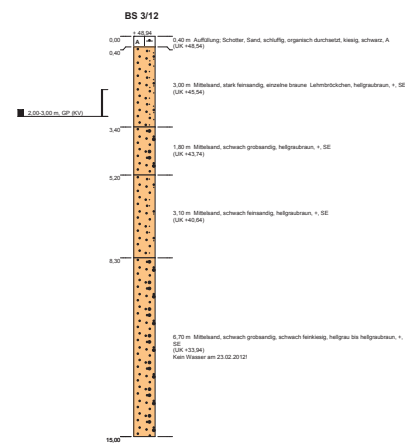 BS 3/12
+ 48,94
0,00
A
0,40 m Auffüllung; Schotter, Sand, schluffig, organisch durchsetzt, kiesig, schwarz, A
(UK +48,54)
0,40
3,00 m Mittelsand, stark feinsandig, einzelne braune Lehmbröckchen, hellgraubraun, +, SE
(UK +45,54)
2,00-3,00 m, GP (KV)
3,40
1,80 m Mittelsand, schwach grobsandig, hellgraubraun, +, SE
(UK +43,74)
5,20
3,10 m Mittelsand, schwach feinsandig, hellgraubraun, +, SE
(UK +40,64)
8,30
6,70 m Mittelsand, schwach grobsandig, schwach feinkiesig, hellgrau bis hellgraubraun, +,
SE
(UK +33,94)
Kein Wasser am 23.02.2012!
15,00